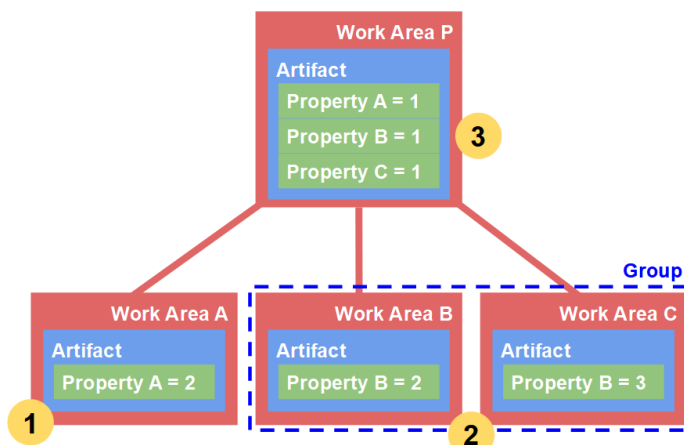 Work Area P
Artifact
Property A = 1
Property B = 1
3
Property C = 1
Group
Work Area A
Work Area B
Work Area C
Artifact
Artifact
Artifact
Property A = 2
Property B = 2
Property B = 3
1
2